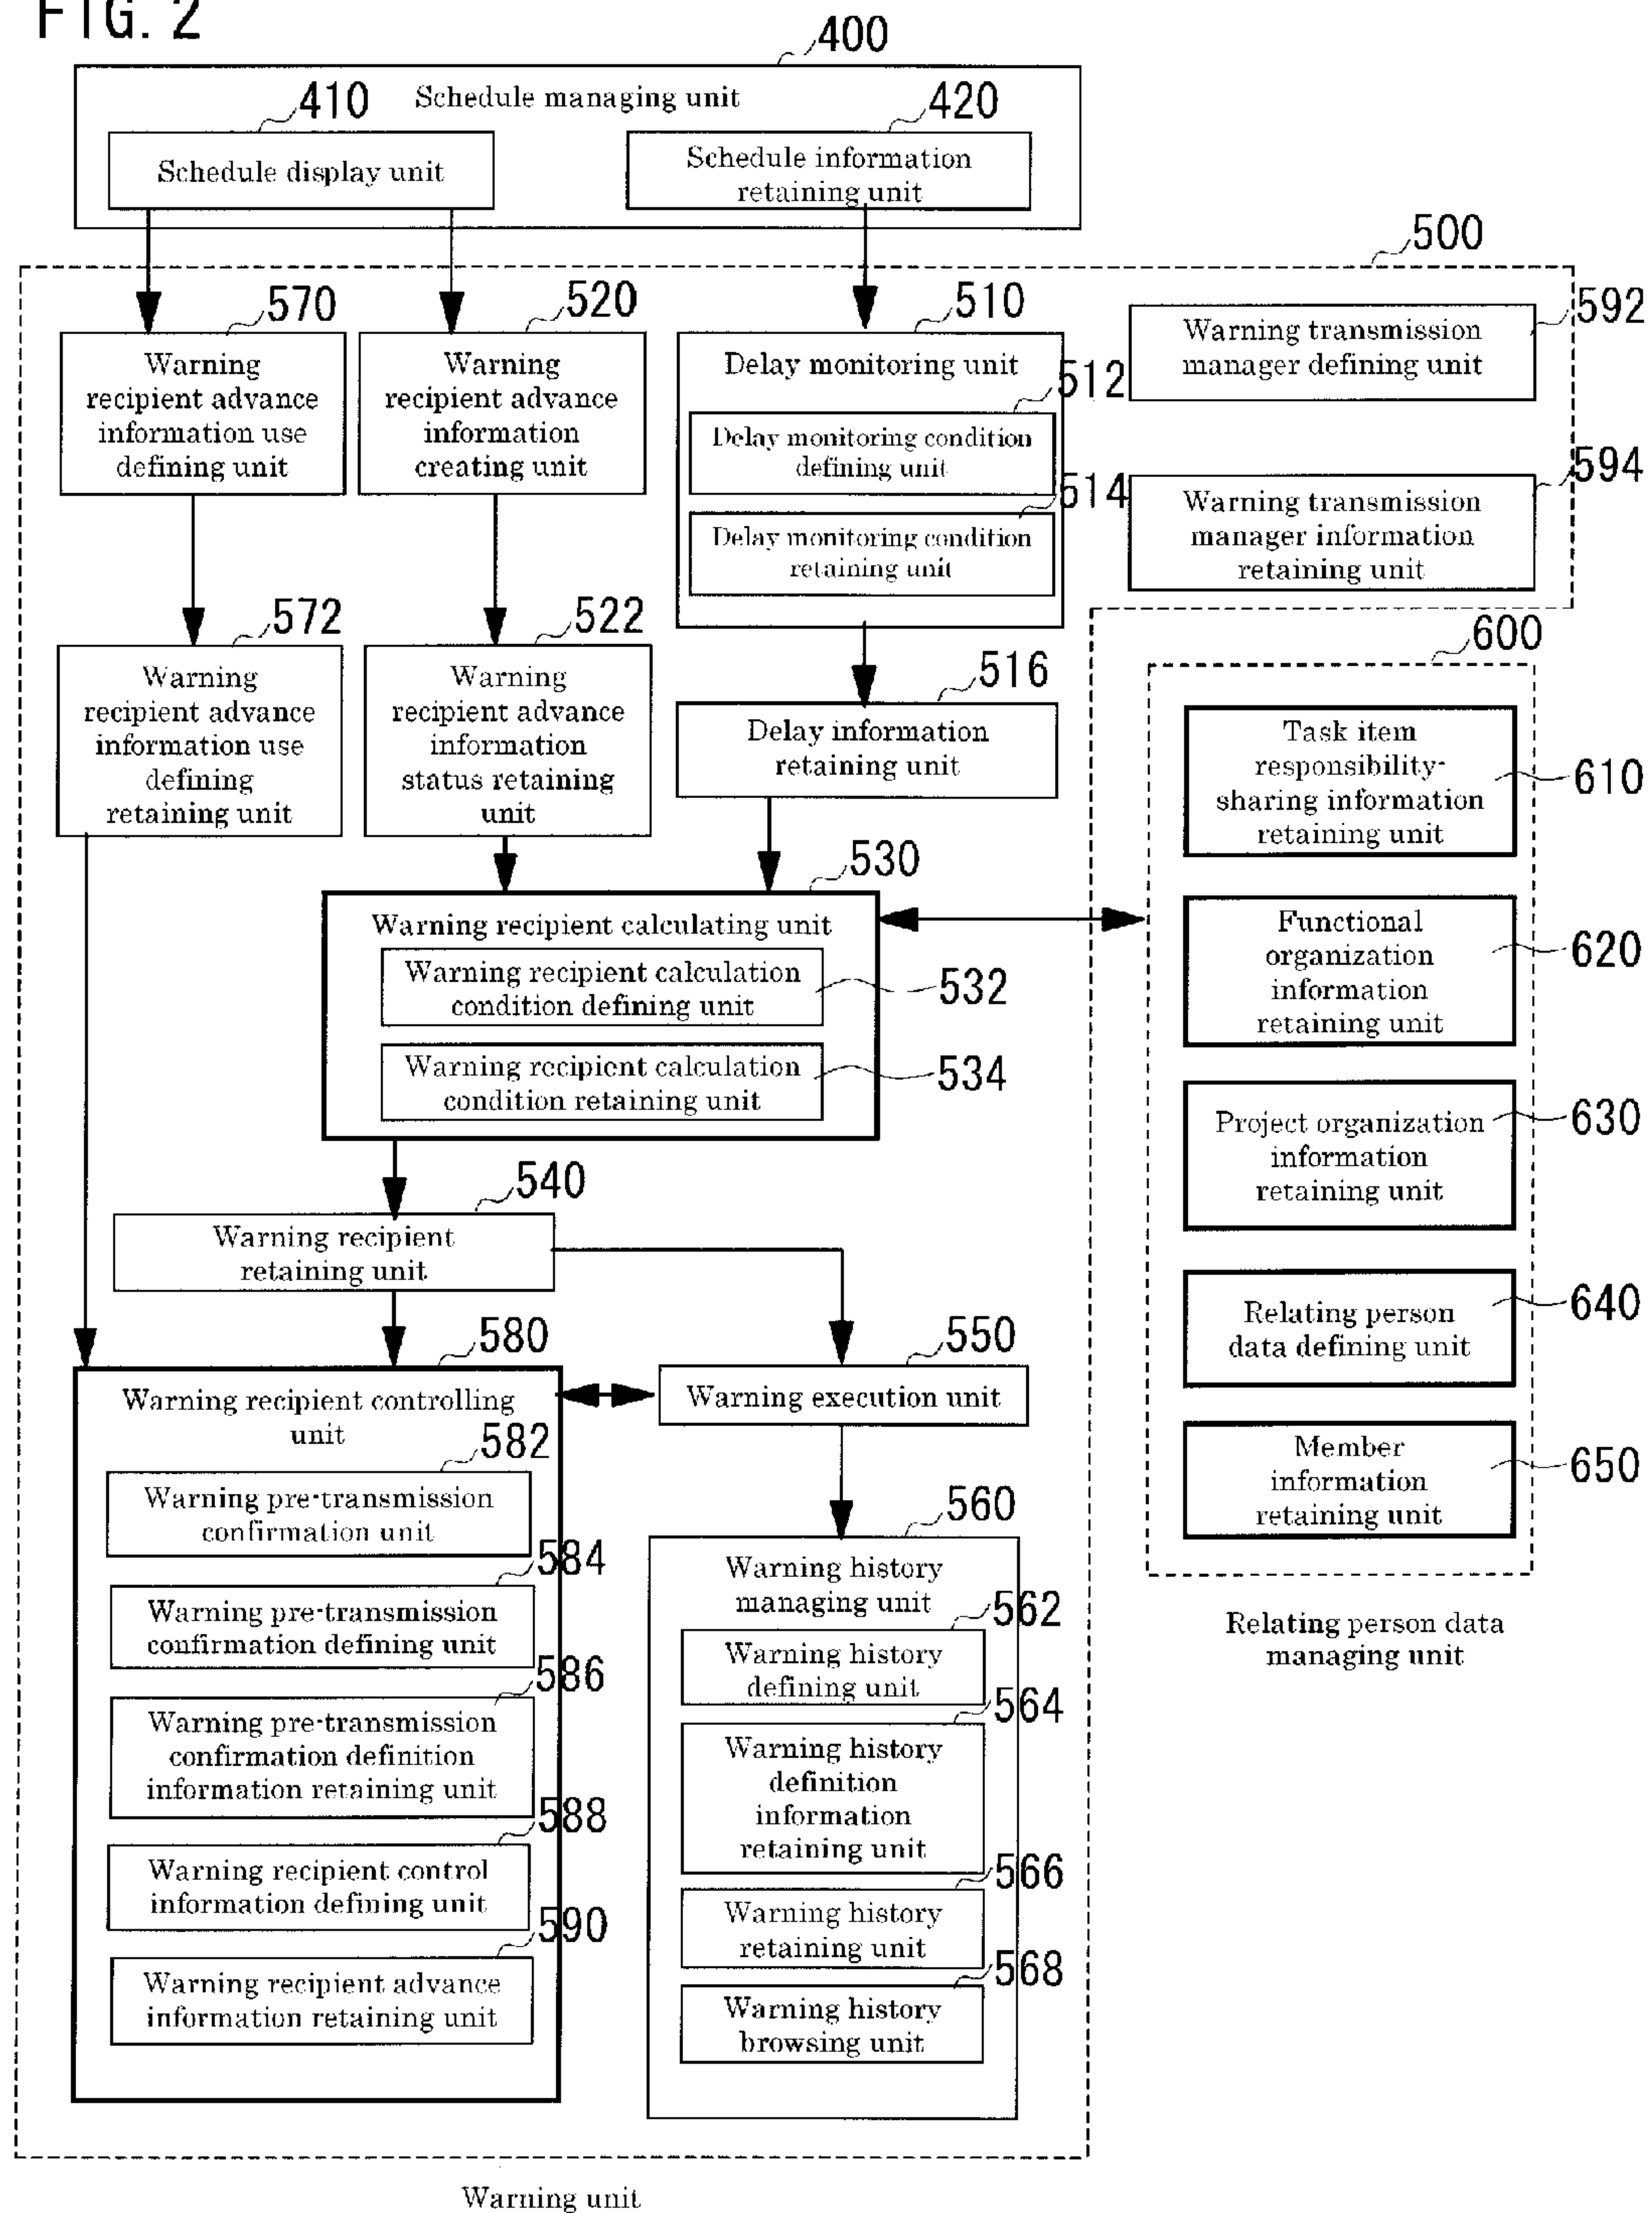 FIG. 2
400
Schedule managing unit
410
420
Schedule display unit
Schedule information
retaining unit
500
570
520
510
592
Warning
recipient advance
information use
defining unit
Warning
recipient advance
information
creating unit
Delay monitoring unit
512
Delay monitoring condition
defining unit
514
Delay monitoring condition
retaining unit
Warning transmission
manager defining unit
594
Warning transmission
manager information
retaining unit
572
522
516
600
Warning
recipient advance
information use
defining
retaining unit
Warning
recipient advance
information
status retaining
unit
Delay information
retaining unit
Task item
responsibility-
sharing information
retaining unit
610
530
Warning recipient calculating unit
Warning recipient calculation
condition defining unit
532
Warning recipient calculation
condition retaining unit
534
Functional
organization
information
retaining unit
620
Project organization
information
retaining unit
630
540
Warning recipient
retaining unit
Relating person
data defining unit
640
580
550
Warning recipient controlling
unit
Warning execution unit
Member
information
retaining unit
650
582
Warning pre-transmission
confirmation unit
584
Warning pre-transmission
confirmation defining unit
586
Warning pre-transmission
confirmation definition
information retaining unit
588
Warning recipient control
information defining unit
590
Warning recipient advance
information retaining unit
560
Warning history
managing unit
562
Warning history
defining unit
564
Warning history
definition
information
retaining unit
566
Warning history
retaining unit
568
Warning history
browsing unit
Relating person data
managing unit
Warning unit